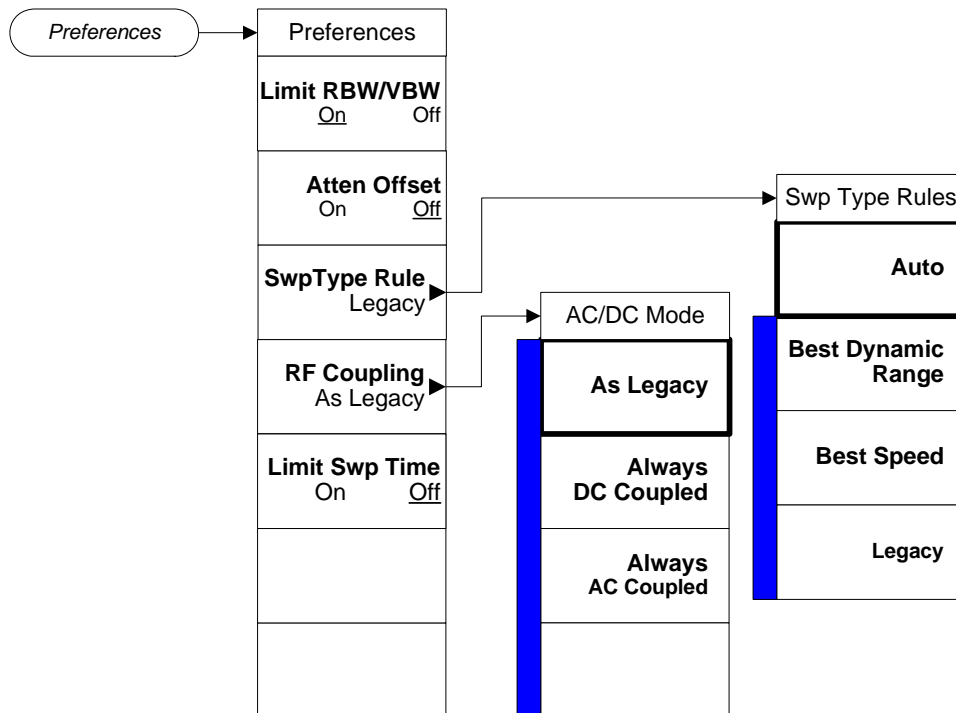 Preferences
Preferences
Limit RBW/VBW
On Off
Atten Offset
On Off
SwpType Rule
Legacy
RF Coupling
As Legacy
Limit Swp Time
On Off
AC/DC Mode
As Legacy
Always
DC Coupled
Always
AC Coupled
Swp Type Rules
Auto
Best Dynamic
Range
Best Speed
Legacy